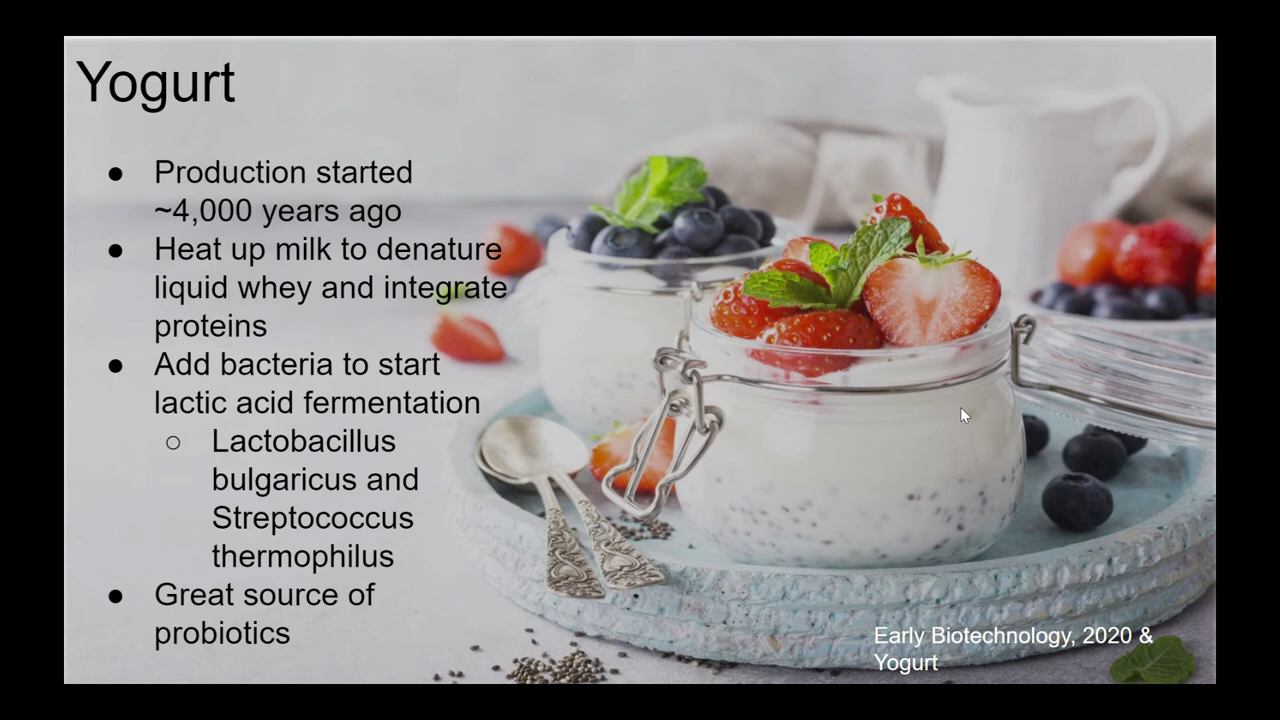 Yogurt
● Production started
~4,000 years ago
● Heat up milk to denature
liquid whey and integrate
proteins
● Add bacteria to start
lactic acid fermentation
○ Lactobacillus
bulgaricus and
Streptococcus
thermophilus
● Great source of
probiotics
Early Biotechnology, 2020 &
Yogurt